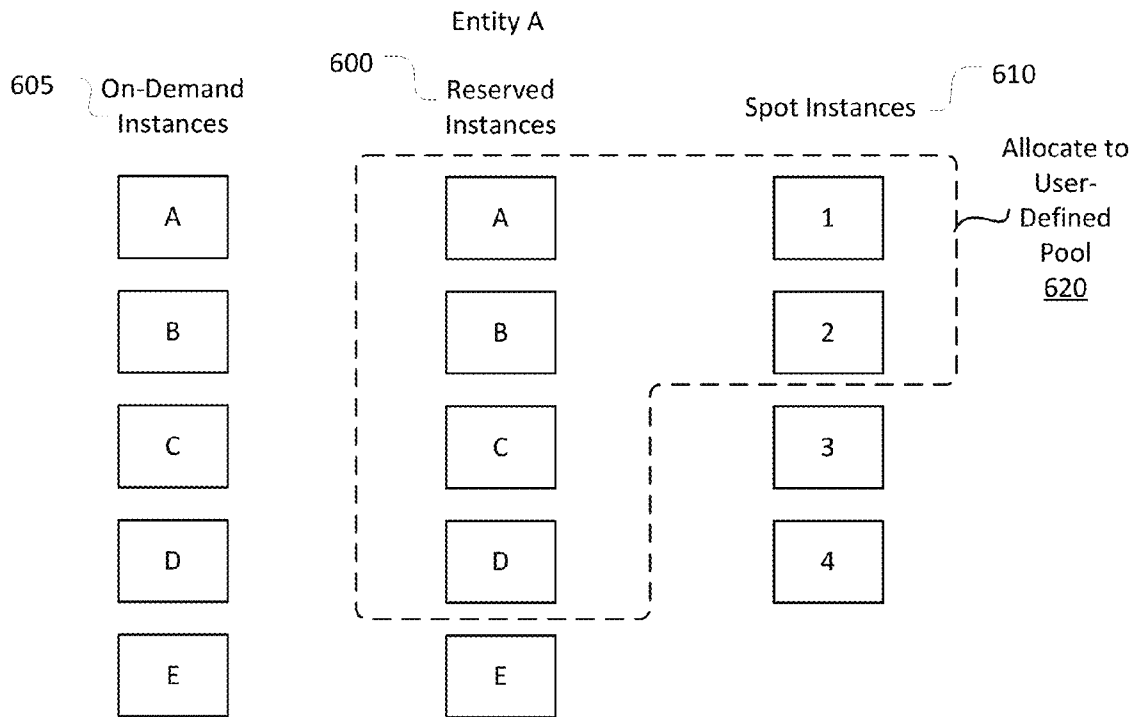 Entity A
605
On-Demand
Instances
600
Reserved
Instances
Spot Instances
610
Allocate to
User-
Defined
Pool
620
A
A
1
B
B
2
C
C
3
D
D
4
E
E